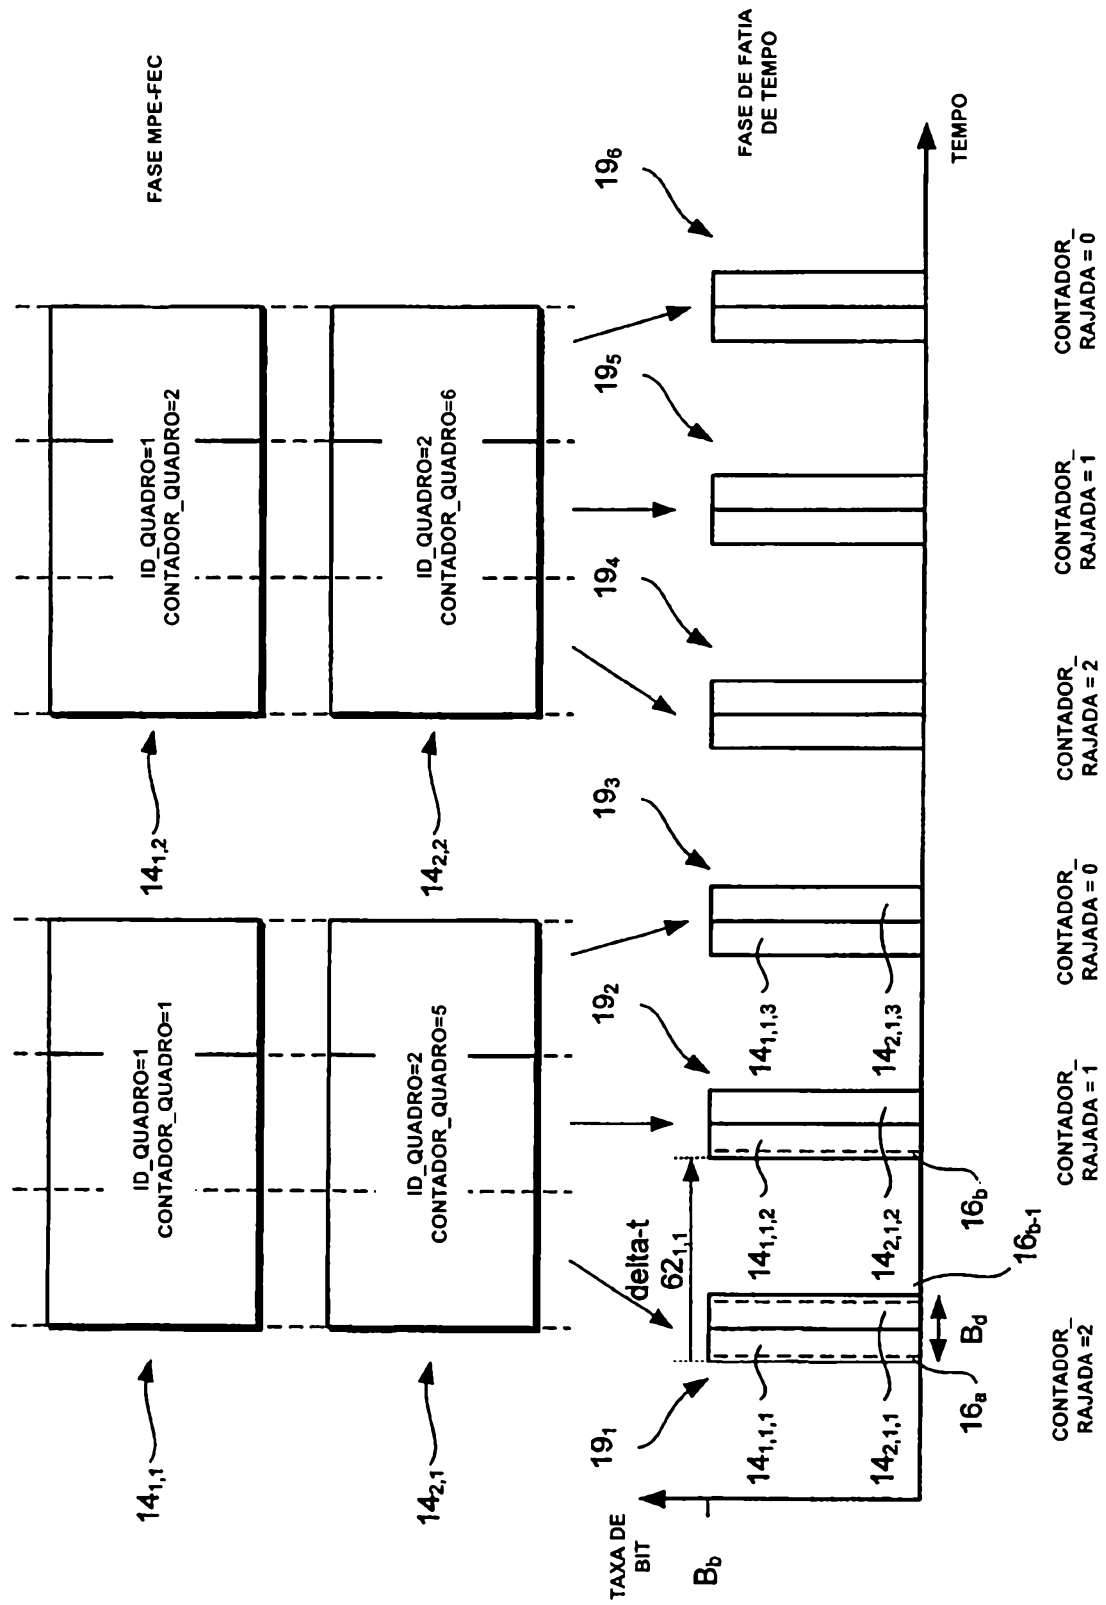 FASE MPE-FEC
14₁,₁
ID_QUADRO=1
CONTADOR_QUADRO=1
14₁,₂
ID_QUADRO=1
CONTADOR_QUADRO=2
14₂,₁
ID_QUADRO=2
CONTADOR_QUADRO=5
14₂,₂
ID_QUADRO=2
CONTADOR_QUADRO=6
FASE DE FATIA
DE TEMPO
19₁
19₂
19₃
19₄
19₅
19₆
TAXA DE
BIT
B_b
delta-t
62₁,₁
14₁,₁,₁
14₁,₁,₂
14₁,₁,₃
14₂,₁,₁
14₂,₁,₂
14₂,₁,₃
TEMPO
16ₐ
B_d
16_b-1
16_b
CONTADOR_
RAJADA =2
CONTADOR_
RAJADA = 1
CONTADOR_
RAJADA = 0
CONTADOR_
RAJADA = 2
CONTADOR_
RAJADA = 1
CONTADOR_
RAJADA = 0